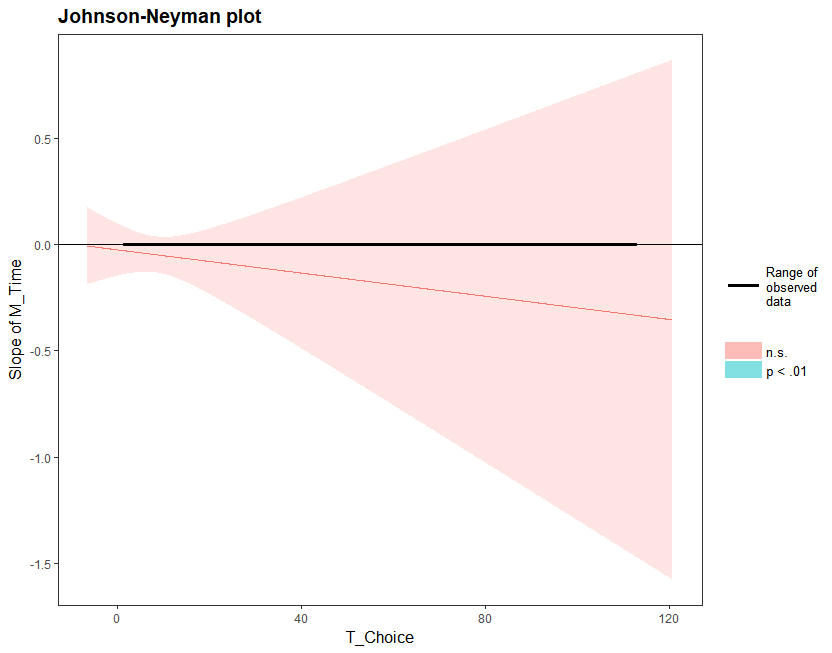 Johnson-Neyman plot
Slope of M_Time
0.5
0.0
-0.5
-1.0
-1.5
0
40
80
120
T_Choice
Range of
observed
data
n.s.
p < .01